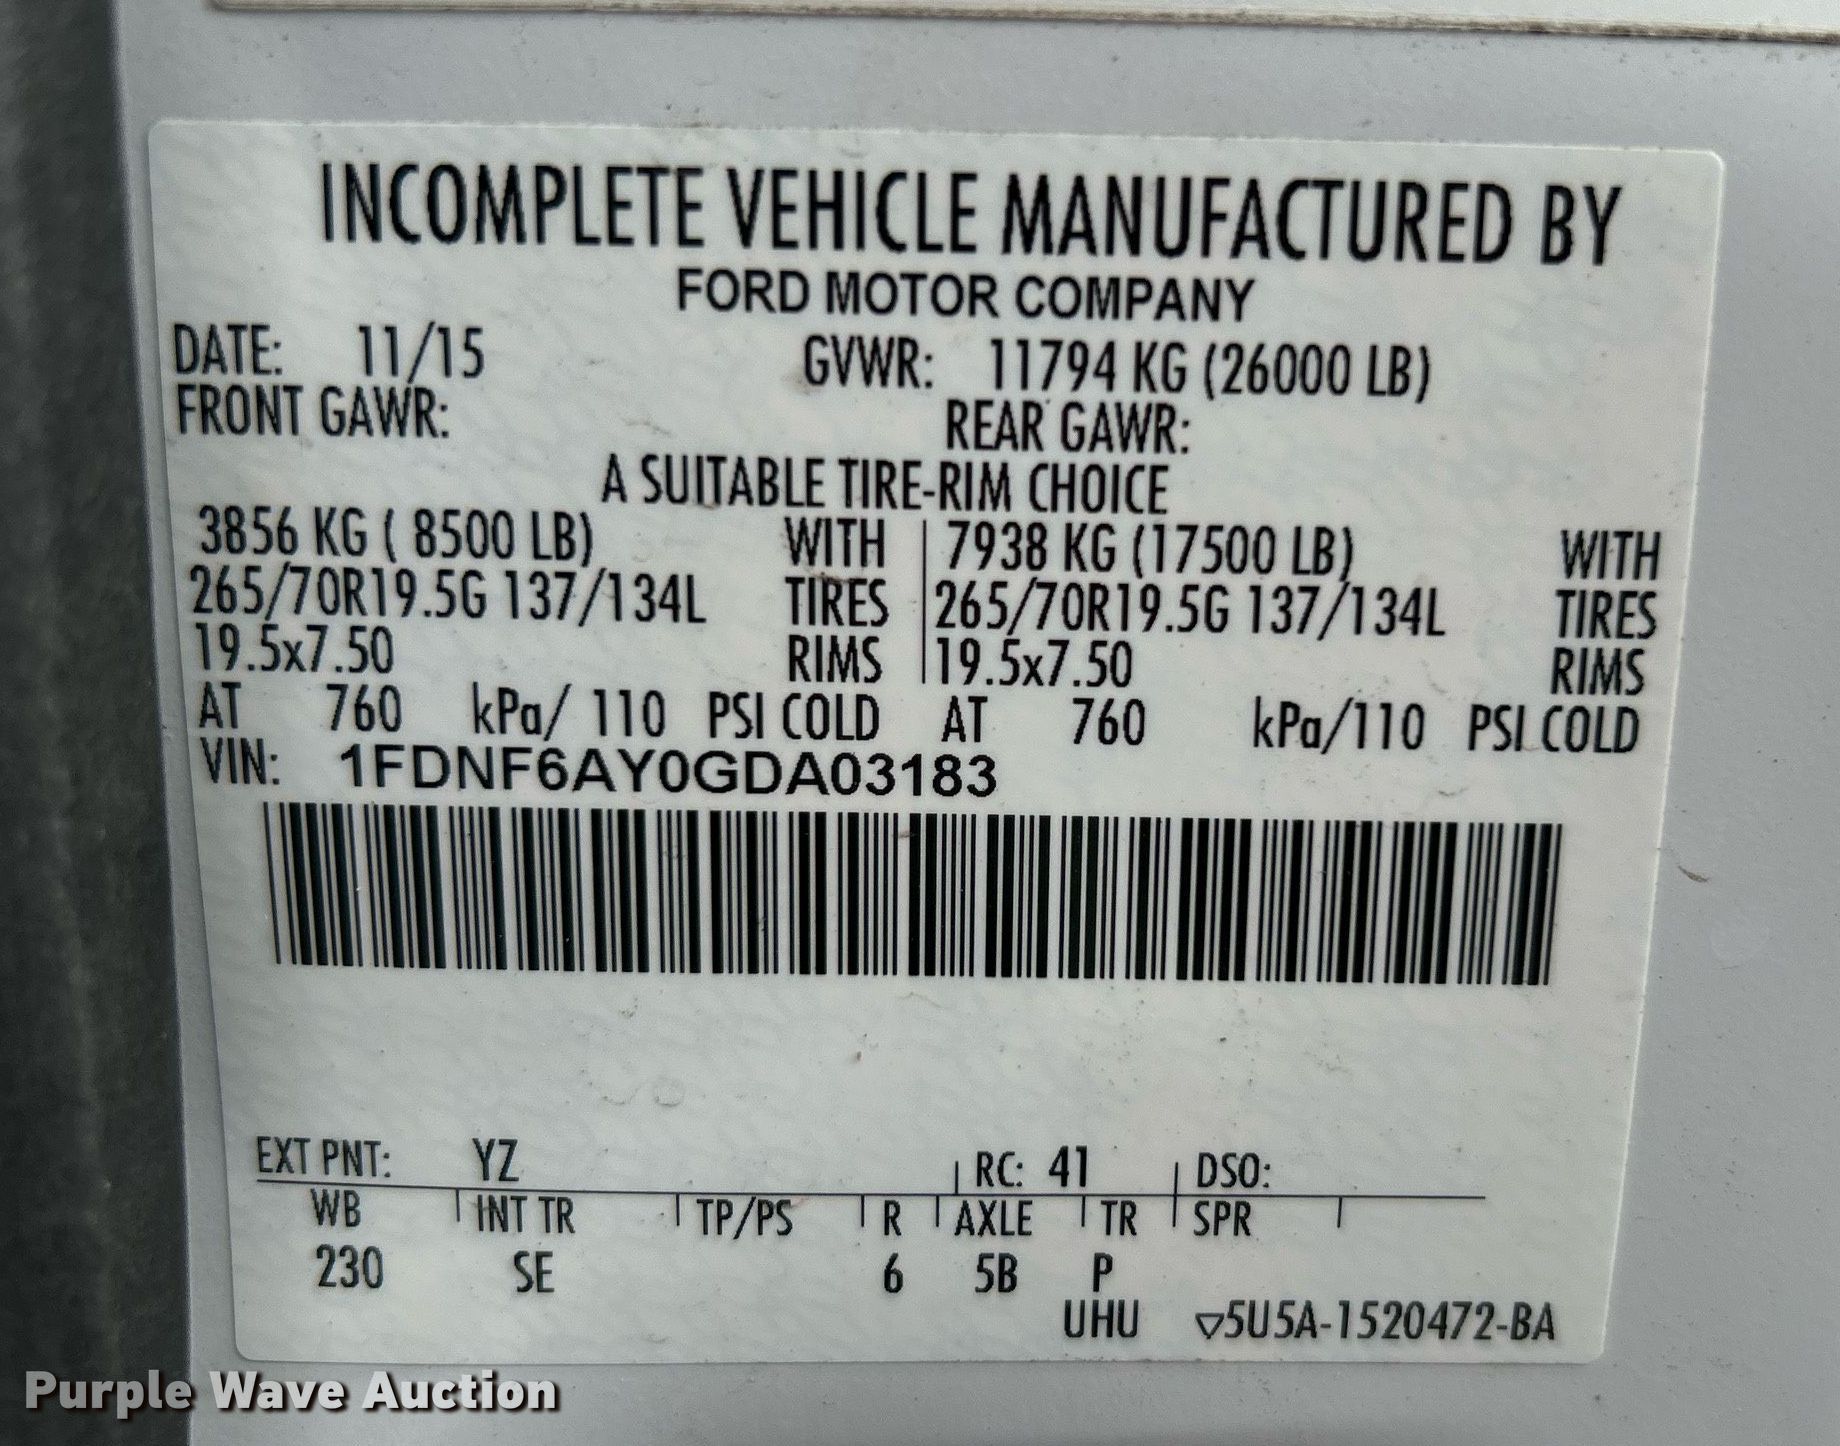 INCOMPLETE VEHICLE MANUFACTURED BY
FORD MOTOR COMPANY
DATE: 11/15 GVWR: 11794 KG (26000 LB)
FRONT GAWR: REAR GAWR:
A SUITABLE TIRE-RIM CHOICE
3856 KG ( 8500 LB) WITH 7938 KG (17500 LB) WITH
265/70R19.5G 137/134L TIRES 265/70R19.5G 137/134L TIRES
19.5x7.50 RIMS 19.5x7.50 RIMS
AT 760 kPa/ 110 PSI COLD AT 760 kPa/110 PSI COLD
VIN: 1FDNF6AY0GDA03183
EXT PNT: YZ RC: 41 DSO:
WB INT TR TP/PS R AXLE TR SPR
230 SE 6 5B P
UHU ▽5U5A-1520472-BA
Purple Wave Auction